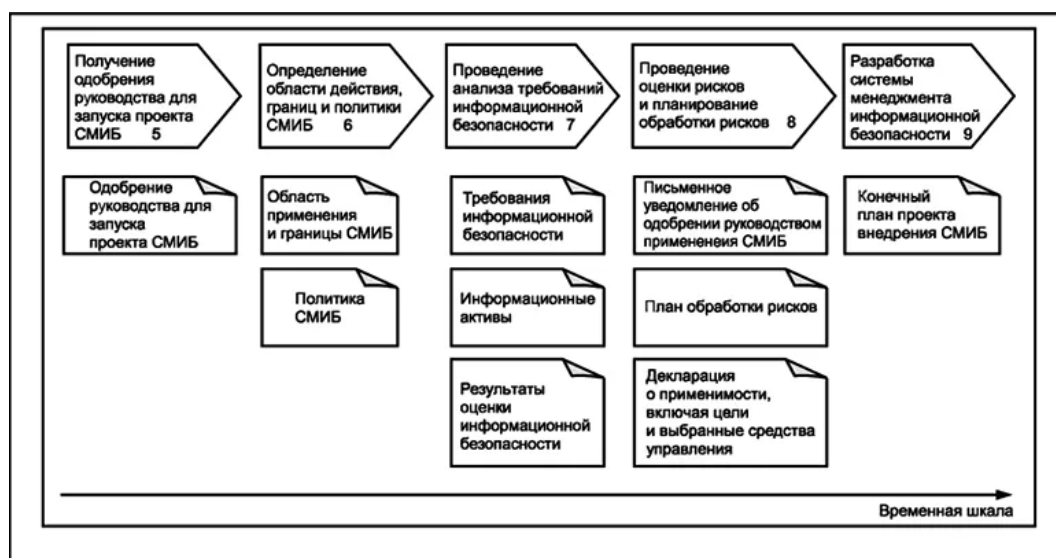 Получение
одобрения
руководства для
запуска проекта
СМИБ 5
Определение
области действия,
границ и политики
СМИБ 6
Проведение
анализа требований
информационной
безопасности 7
Проведение
оценки рисков
и планирование
обработки рисков 8
Разработка
системы
менеджмента
информационной
безопасности 9
Одобрение
руководства для
запуска
проекта СМИБ
Область
применения
и границы СМИБ
Требования
информационной
безопасности
Письменное
уведомление об
одобрении руководством
примененеия СМИБ
Конечный
план проекта
внедрения СМИБ
Политика
СМИБ
Информационные
активы
План обработки рисков
Результаты
оценки
информационной
безопасности
Декларация
о применимости,
включая цели
и выбранные средства
управления
Временная шкала